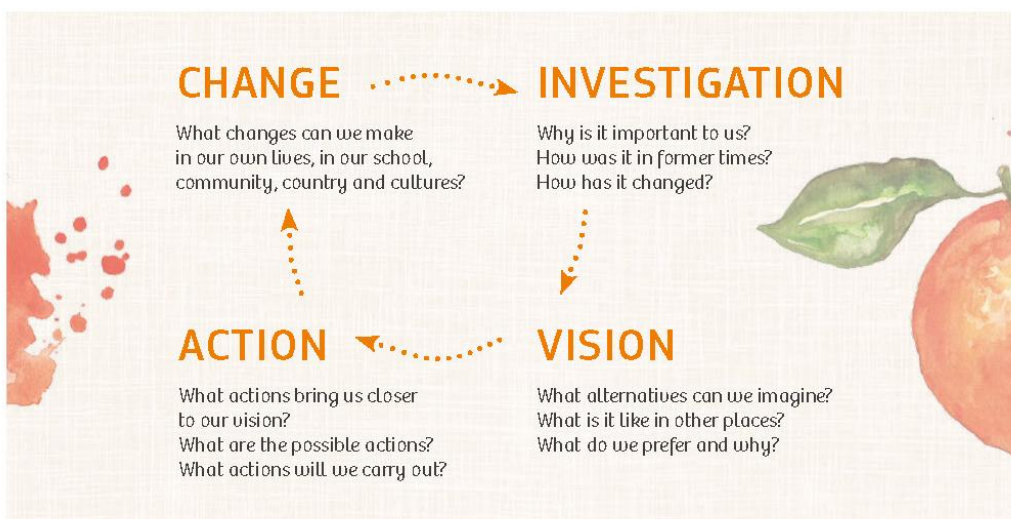 CHANGE
What changes can we make
in our own lives, in our school,
community, country and cultures?
INVESTIGATION
Why is it important to us?
How was it in former times?
How has it changed?
VISION
What alternatives can we imagine?
What is it like in other places?
What do we prefer and why?
ACTION
What actions bring us closer
to our vision?
What are the possible actions?
What actions will we carry out?